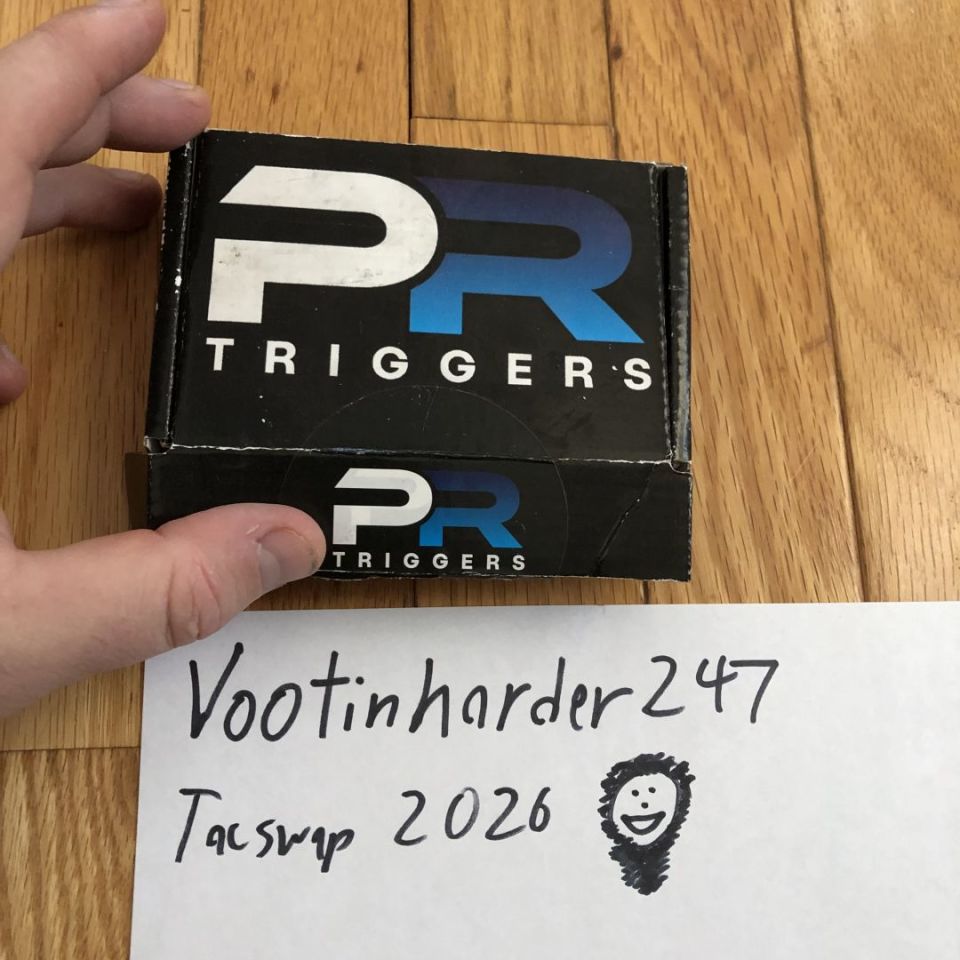 PR
TRIGGERS
PR
TRIGGERS
Vootinharder247
Tacswap 2026